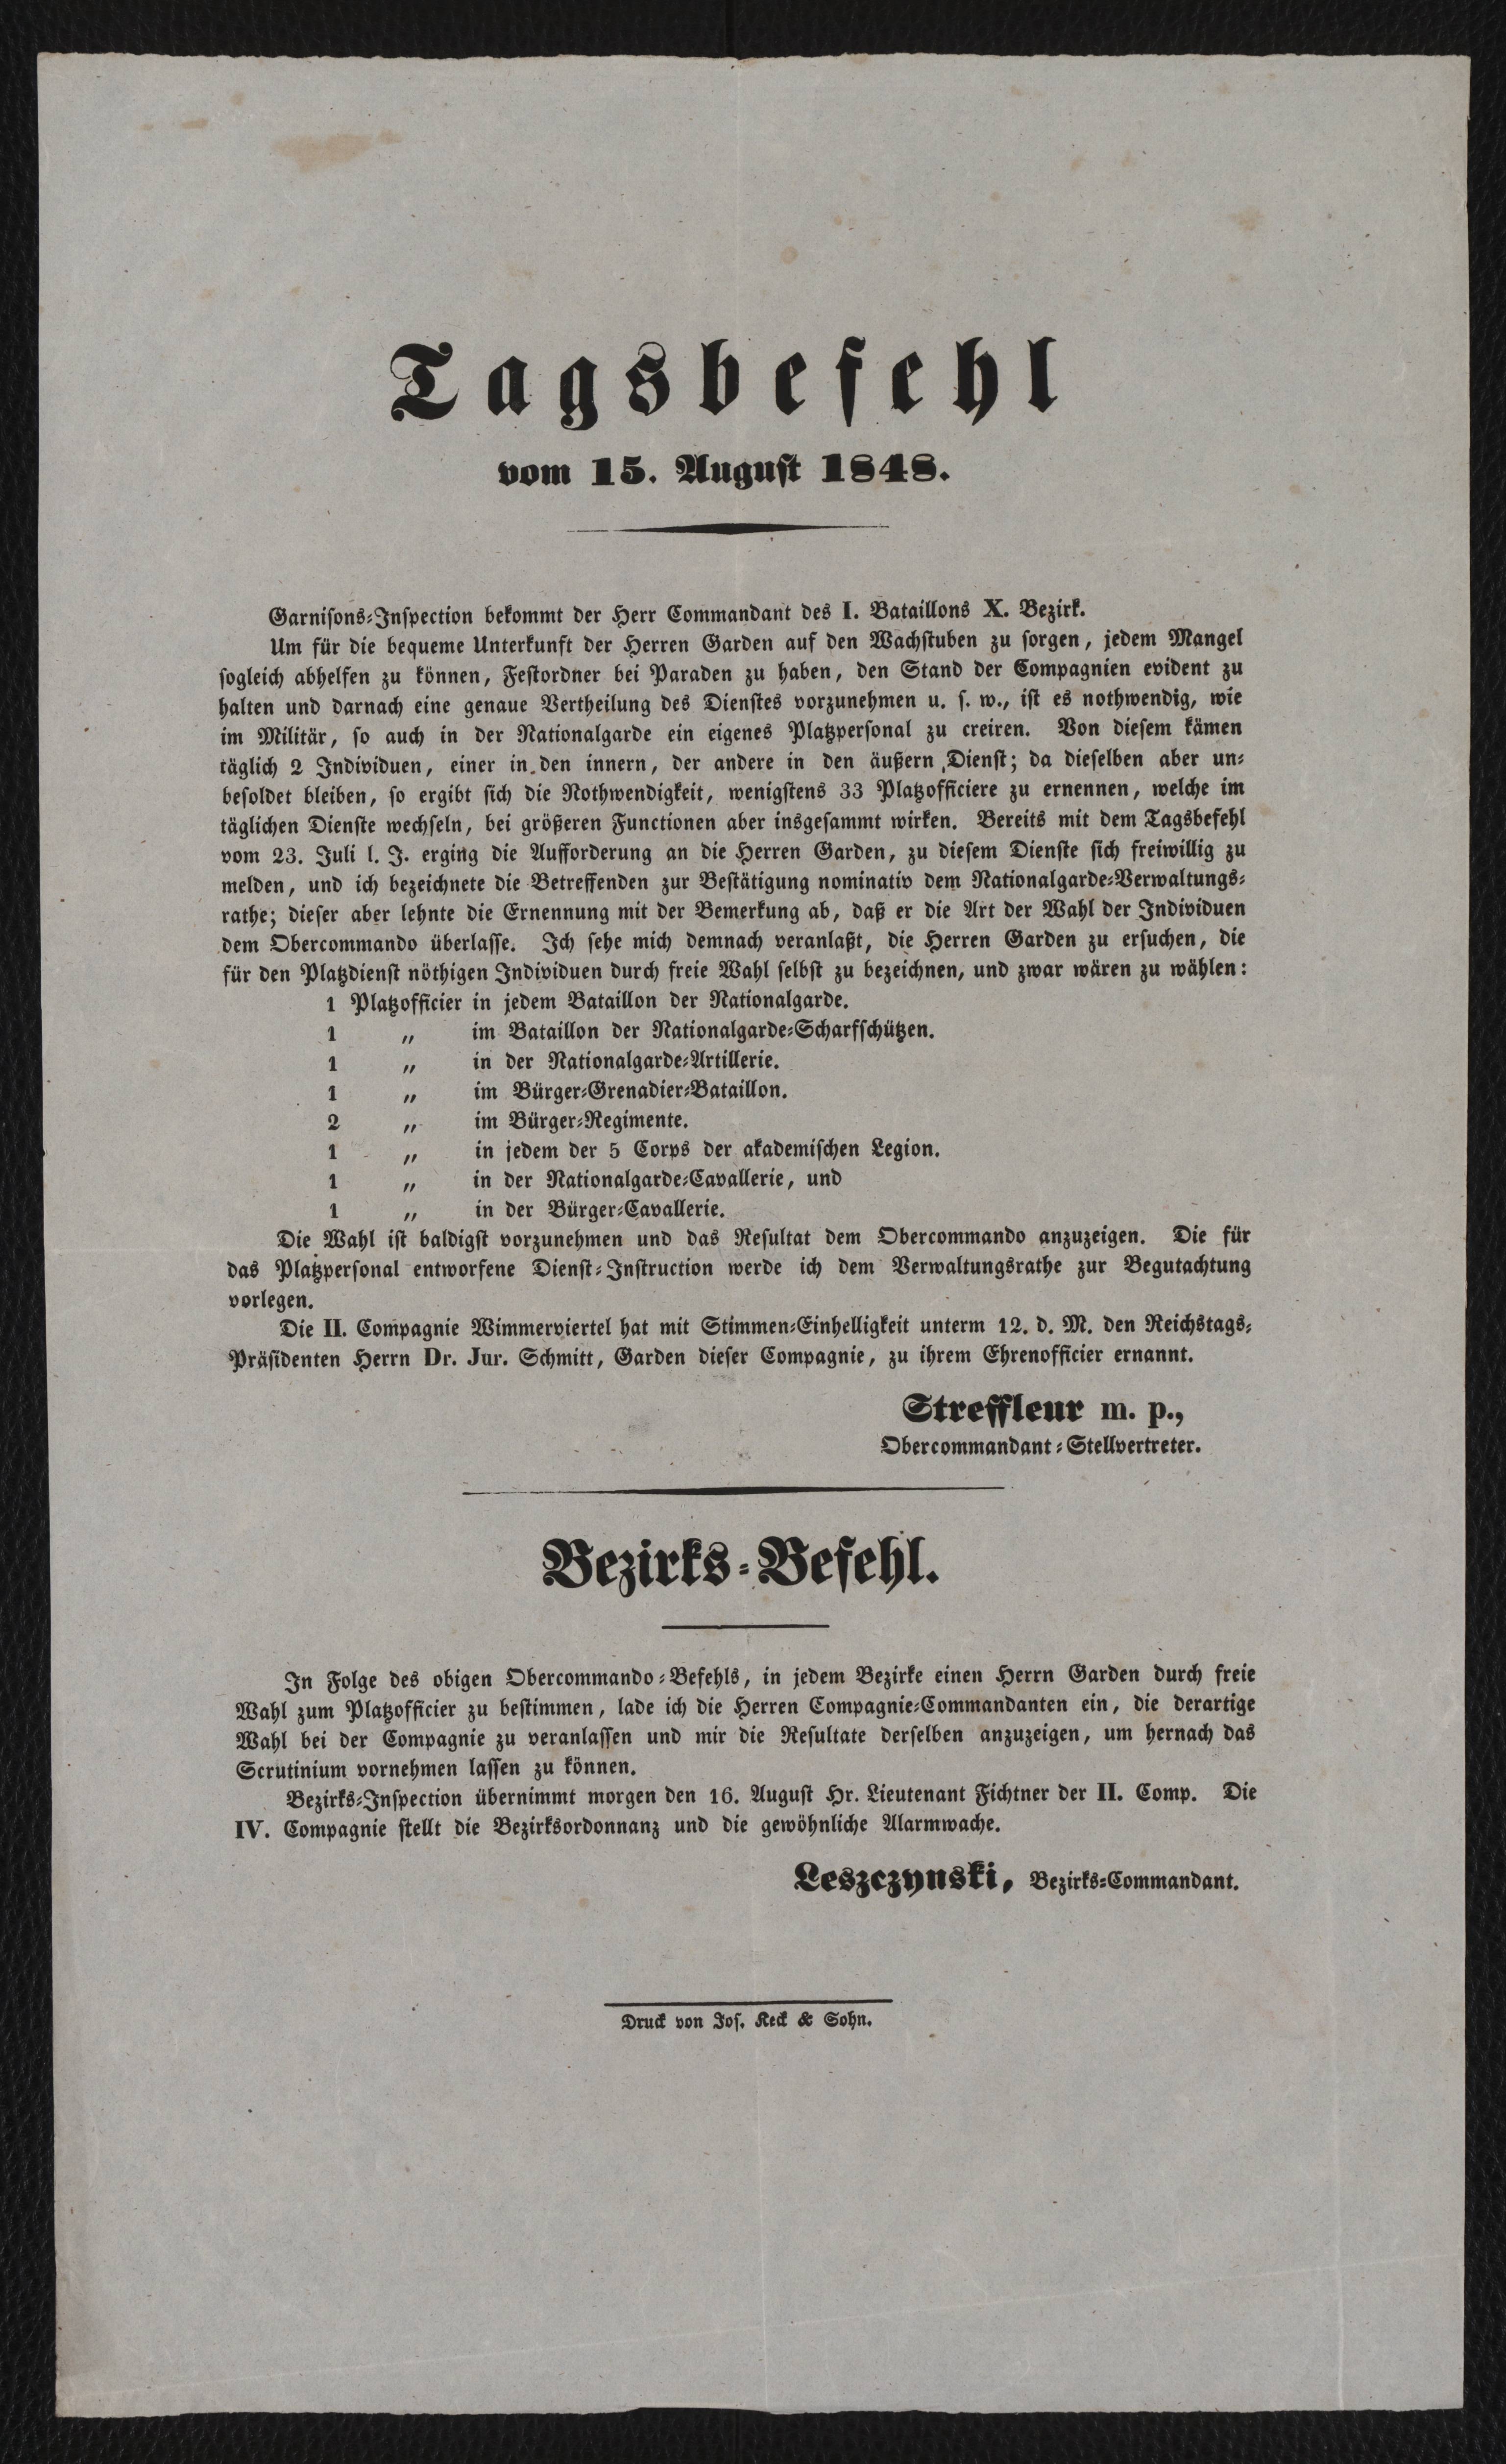 Tagsbefehl
vom 15. August 1848.
Garnisons-Inspection bekommt der Herr Commandant des I. Bataillons X. Bezirk.
Um für die bequeme Unterkunft der Herren Garden auf den Wachstuben zu sorgen, jedem Mangel
sogleich abhelfen zu können, Festordner bei Paraden zu haben, den Stand der Compagnien evident zu
halten und darnach eine genaue Vertheilung des Dienstes vorzunehmen u. s. w., ist es nothwendig, wie
im Militär, so auch in der Nationalgarde ein eigenes Platzpersonal zu creiren. Von diesem kämen
täglich 2 Individuen, einer in den innern, der andere in den äußern Dienst; da dieselben aber un-
besoldet bleiben, so ergibt sich die Nothwendigkeit, wenigstens 33 Platzofficiere zu ernennen, welche im
täglichen Dienste wechseln, bei größeren Functionen aber insgesammt wirken. Bereits mit dem Tagsbefehl
vom 23. Juli l. J. erging die Aufforderung an die Herren Garden, zu diesem Dienste sich freiwillig zu
melden, und ich bezeichnete die Betreffenden zur Bestätigung nominativ dem Nationalgarde-Verwaltungs-
rathe; dieser aber lehnte die Ernennung mit der Bemerkung ab, daß er die Art der Wahl der Individuen
dem Obercommando überlasse. Ich sehe mich demnach veranlaßt, die Herren Garden zu ersuchen, die
für den Platzdienst nöthigen Individuen durch freie Wahl selbst zu bezeichnen, und zwar wären zu wählen:
1 Platzofficier in jedem Bataillon der Nationalgarde.
1 „ im Bataillon der Nationalgarde-Scharfschützen.
1 „ in der Nationalgarde-Artillerie.
1 „ im Bürger-Grenadier-Bataillon.
2 „ im Bürger-Regimente.
1 „ in jedem der 5 Corps der akademischen Legion.
1 „ in der Nationalgarde-Cavallerie, und
1 „ in der Bürger-Cavallerie.
Die Wahl ist baldigst vorzunehmen und das Resultat dem Obercommando anzuzeigen. Die für
das Platzpersonal entworfene Dienst-Instruction werde ich dem Verwaltungsrathe zur Begutachtung
vorlegen.
Die II. Compagnie Wimmerviertel hat mit Stimmen-Einhelligkeit unterm 12. d. M. den Reichstags-
Präsidenten Herrn Dr. Jur. Schmitt, Garden dieser Compagnie, zu ihrem Ehrenofficier ernannt.
Streffleur m. p.,
Obercommandant-Stellvertreter.
Bezirks-Befehl.
In Folge des obigen Obercommando-Befehls, in jedem Bezirke einen Herrn Garden durch freie
Wahl zum Platzofficier zu bestimmen, lade ich die Herren Compagnie-Commandanten ein, die derartige
Wahl bei der Compagnie zu veranlassen und mir die Resultate derselben anzuzeigen, um hernach das
Scrutinium vornehmen lassen zu können.
Bezirks-Inspection übernimmt morgen den 16. August Hr. Lieutenant Fichtner der II. Comp. Die
IV. Compagnie stellt die Bezirksordonnanz und die gewöhnliche Alarmwache.
Leszczynski, Bezirks-Commandant.
Druck von Jos. Keck & Sohn.